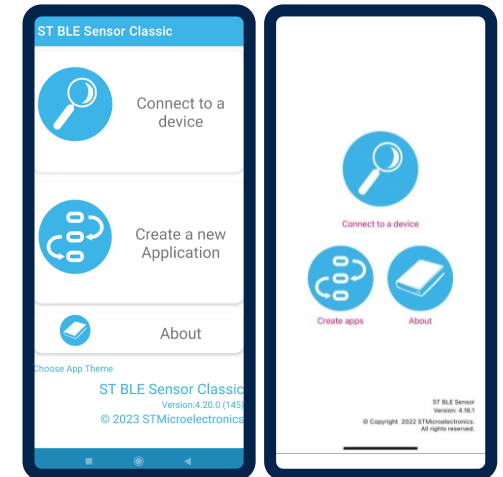 ST BLE Sensor Classic
Connect to a
device
Create a new
Application
About
Choose App Theme
ST BLE Sensor Classic
Version:4.20.0 (145)
© 2023 STMicroelectronics
Connect to a device
Create apps
About
ST BLE Sensor
Version: 4.16.1
© Copyright 2022 STMicroelectronics.
All rights reserved.